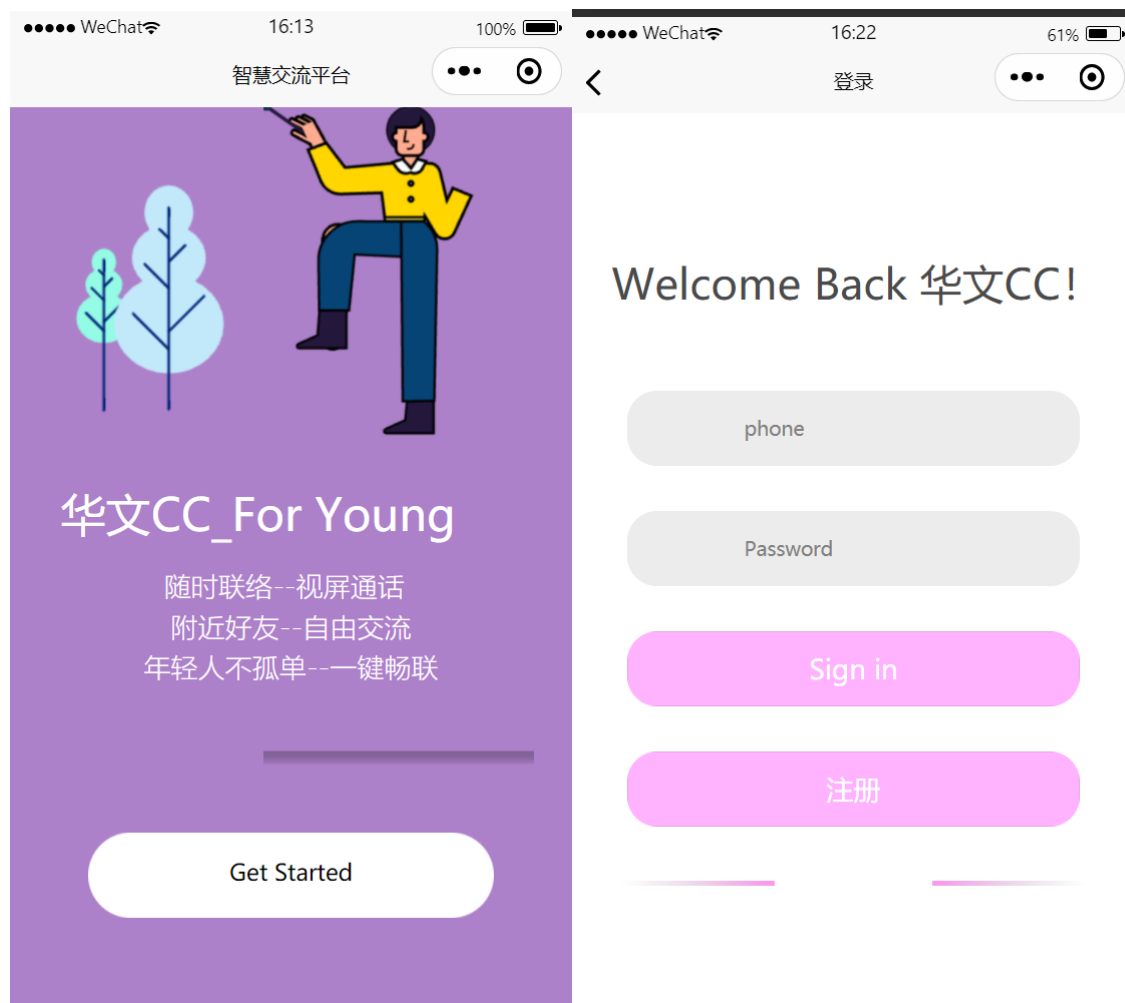 WeChat 16:13 100%
智慧交流平台
华文CC_For Young
随时联络--视屏通话
附近好友--自由交流
年轻人不孤单--一键畅联
Get Started
WeChat 16:22 61%
登录
Welcome Back 华文CC！
phone
Password
Sign in
注册